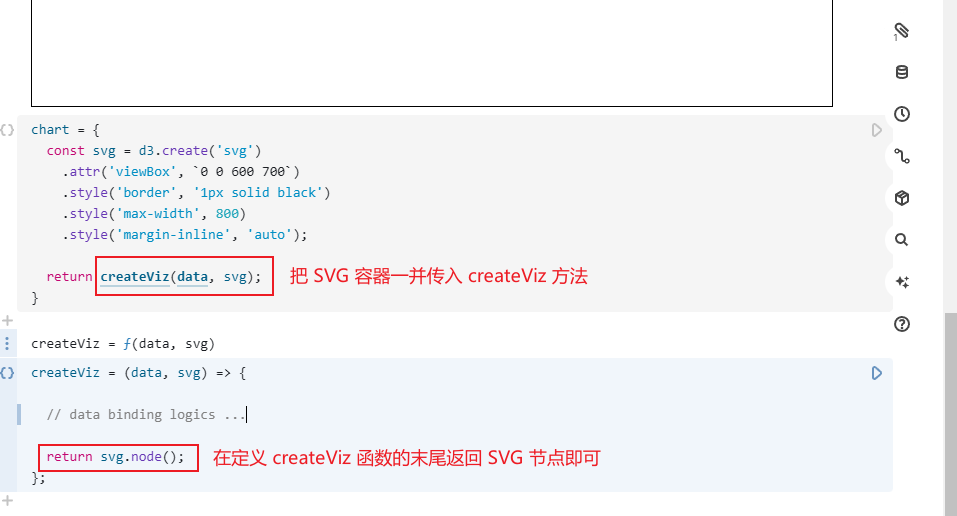 chart = {
const svg = d3.create('svg')
.attr('viewBox', `0 0 600 700`)
.style('border', '1px solid black')
.style('max-width', 800)
.style('margin-inline', 'auto');
return createViz(data, svg); 把 SVG 容器一并传入 createViz 方法
}
createViz = ƒ(data, svg)
createViz = (data, svg) => {
// data binding logics ...
return svg.node(); 在定义 createViz 函数的末尾返回 SVG 节点即可
};
1